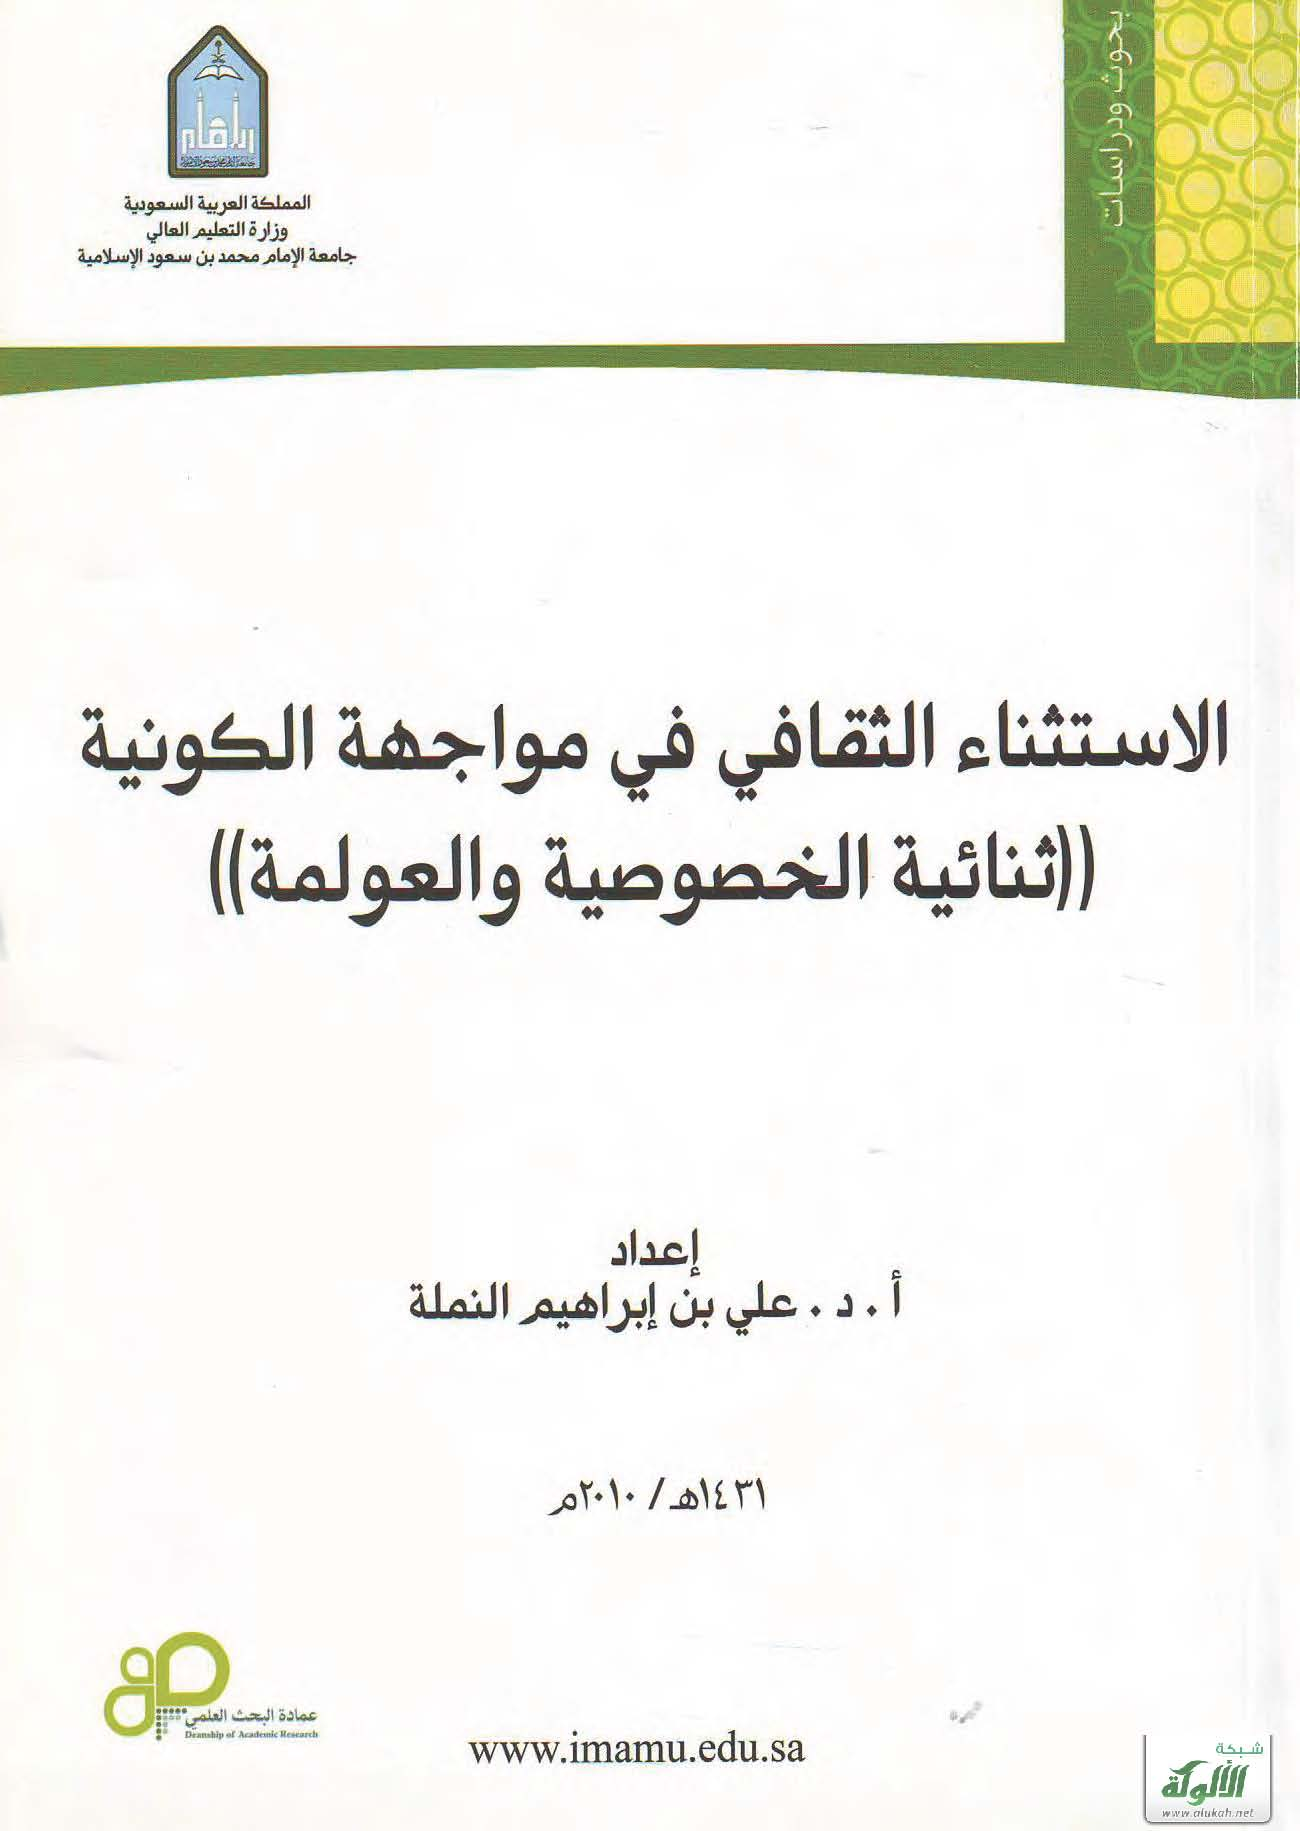 بحوث ودراسات
المملكة العربية السعودية
وزارة التعليم العالي
جامعة الإمام محمد بن سعود الإسلامية
الاستثناء الثقافي في مواجهة الكونية
((ثنائية الخصوصية والعولمة))
إعداد
أ. د. علي بن إبراهيم النملة
١٤٣١هـ/ ٢٠١٠م
عمادة البحث العلمي
Deanship of Academic Research
www.imamu.edu.sa
شبكة
الألوكة
www.alukah.net